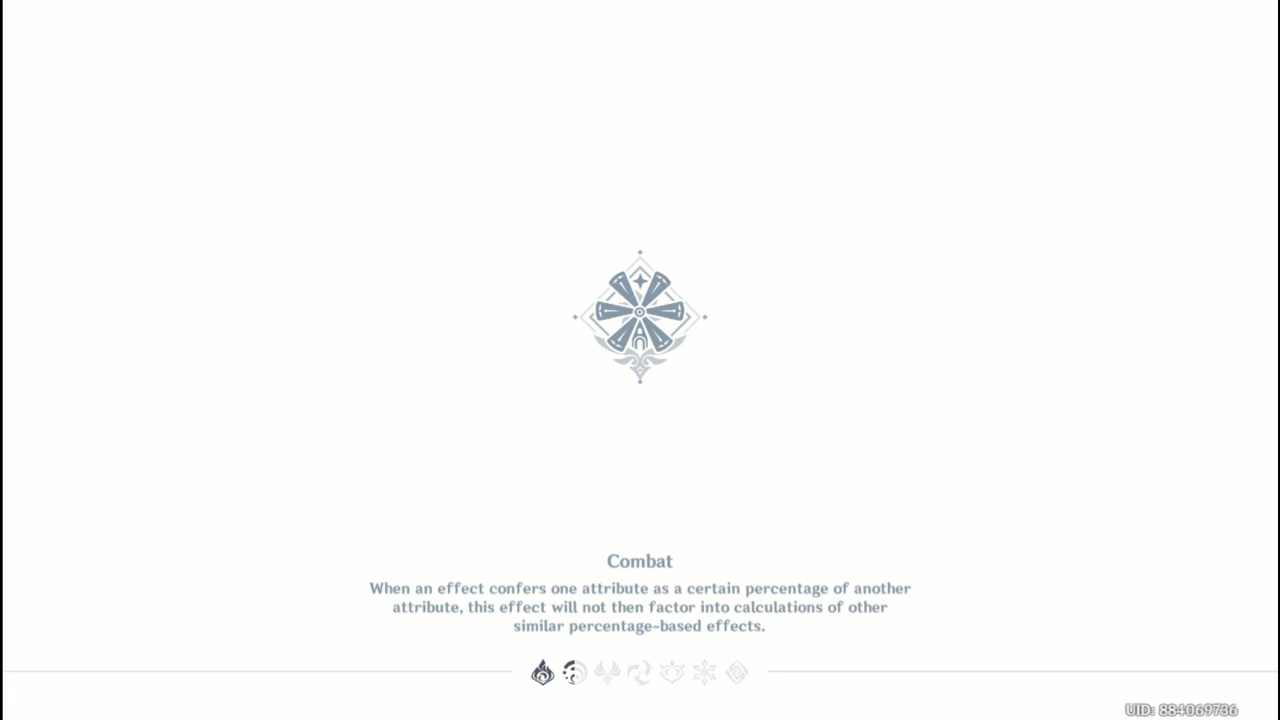 Combat
When an effect confers one attribute as a certain percentage of another
attribute, this effect will not then factor into calculations of other
similar percentage-based effects.
UID: 884069736